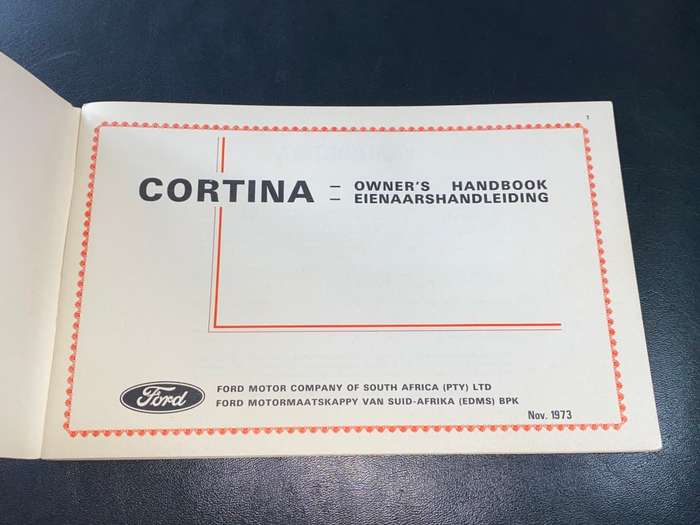 1
CORTINA – OWNER'S HANDBOOK
– EIENAARSHANDLEIDING
Ford
FORD MOTOR COMPANY OF SOUTH AFRICA (PTY) LTD
FORD MOTORMAATSKAPPY VAN SUID-AFRIKA (EDMS) BPK
Nov. 1973